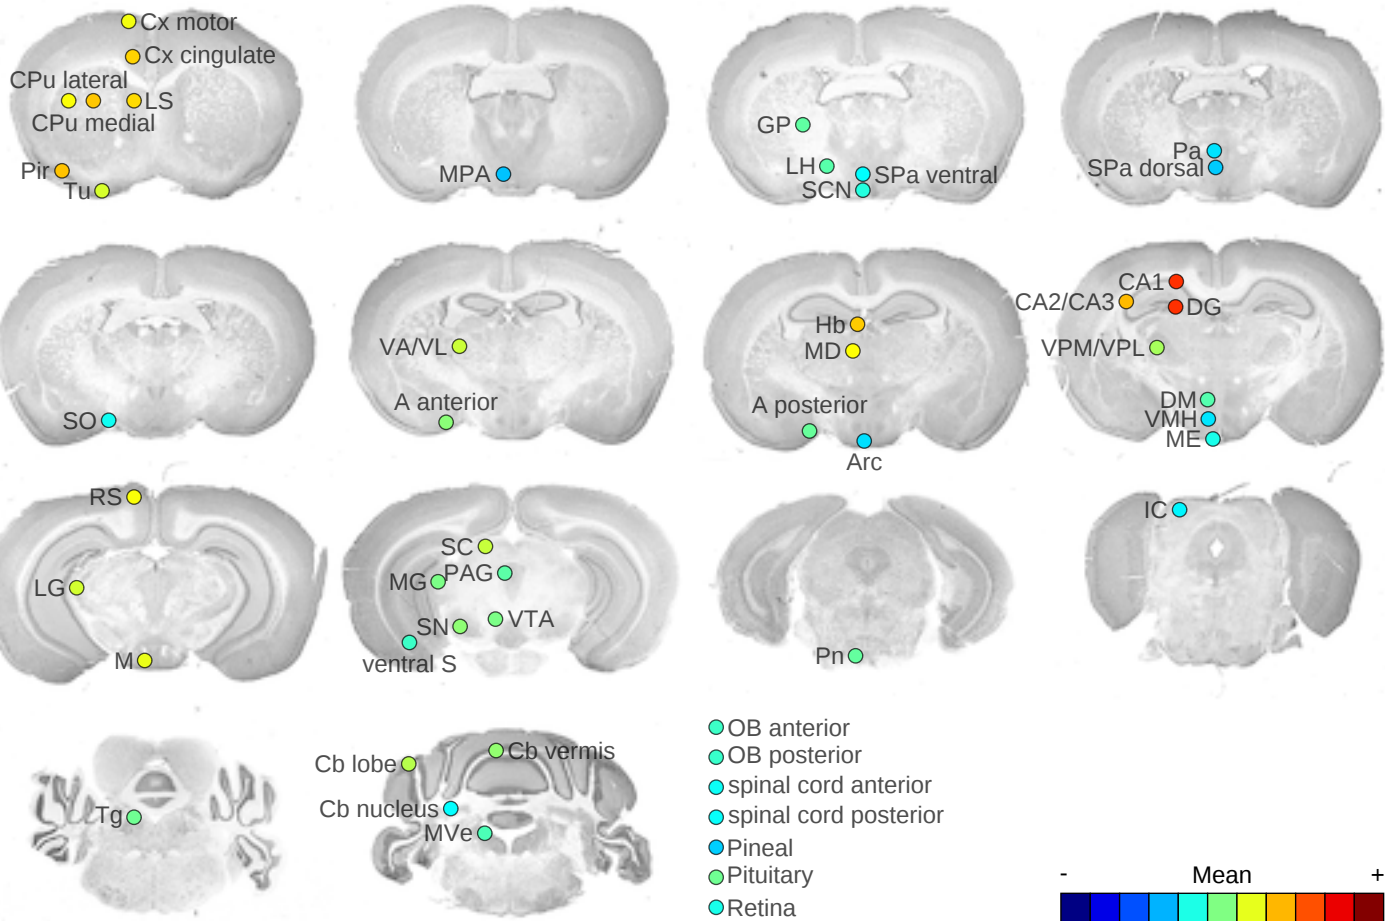 Cx motor
Cx cingulate
CPu lateral
LS
CPu medial
Pir
Tu
MPA
GP
LH
SPa ventral
SCN
Pa
SPa dorsal
SO
VA/VL
A anterior
Hb
MD
A posterior
Arc
CA1
CA2/CA3
DG
VPM/VPL
DM
VMH
ME
RS
LG
M
SC
PAG
MG
VTA
SN
ventral S
Pn
IC
Tg
Cb vermis
Cb lobe
Cb nucleus
MVe
OB anterior
OB posterior
spinal cord anterior
spinal cord posterior
Pineal
Pituitary
Retina
- Mean +